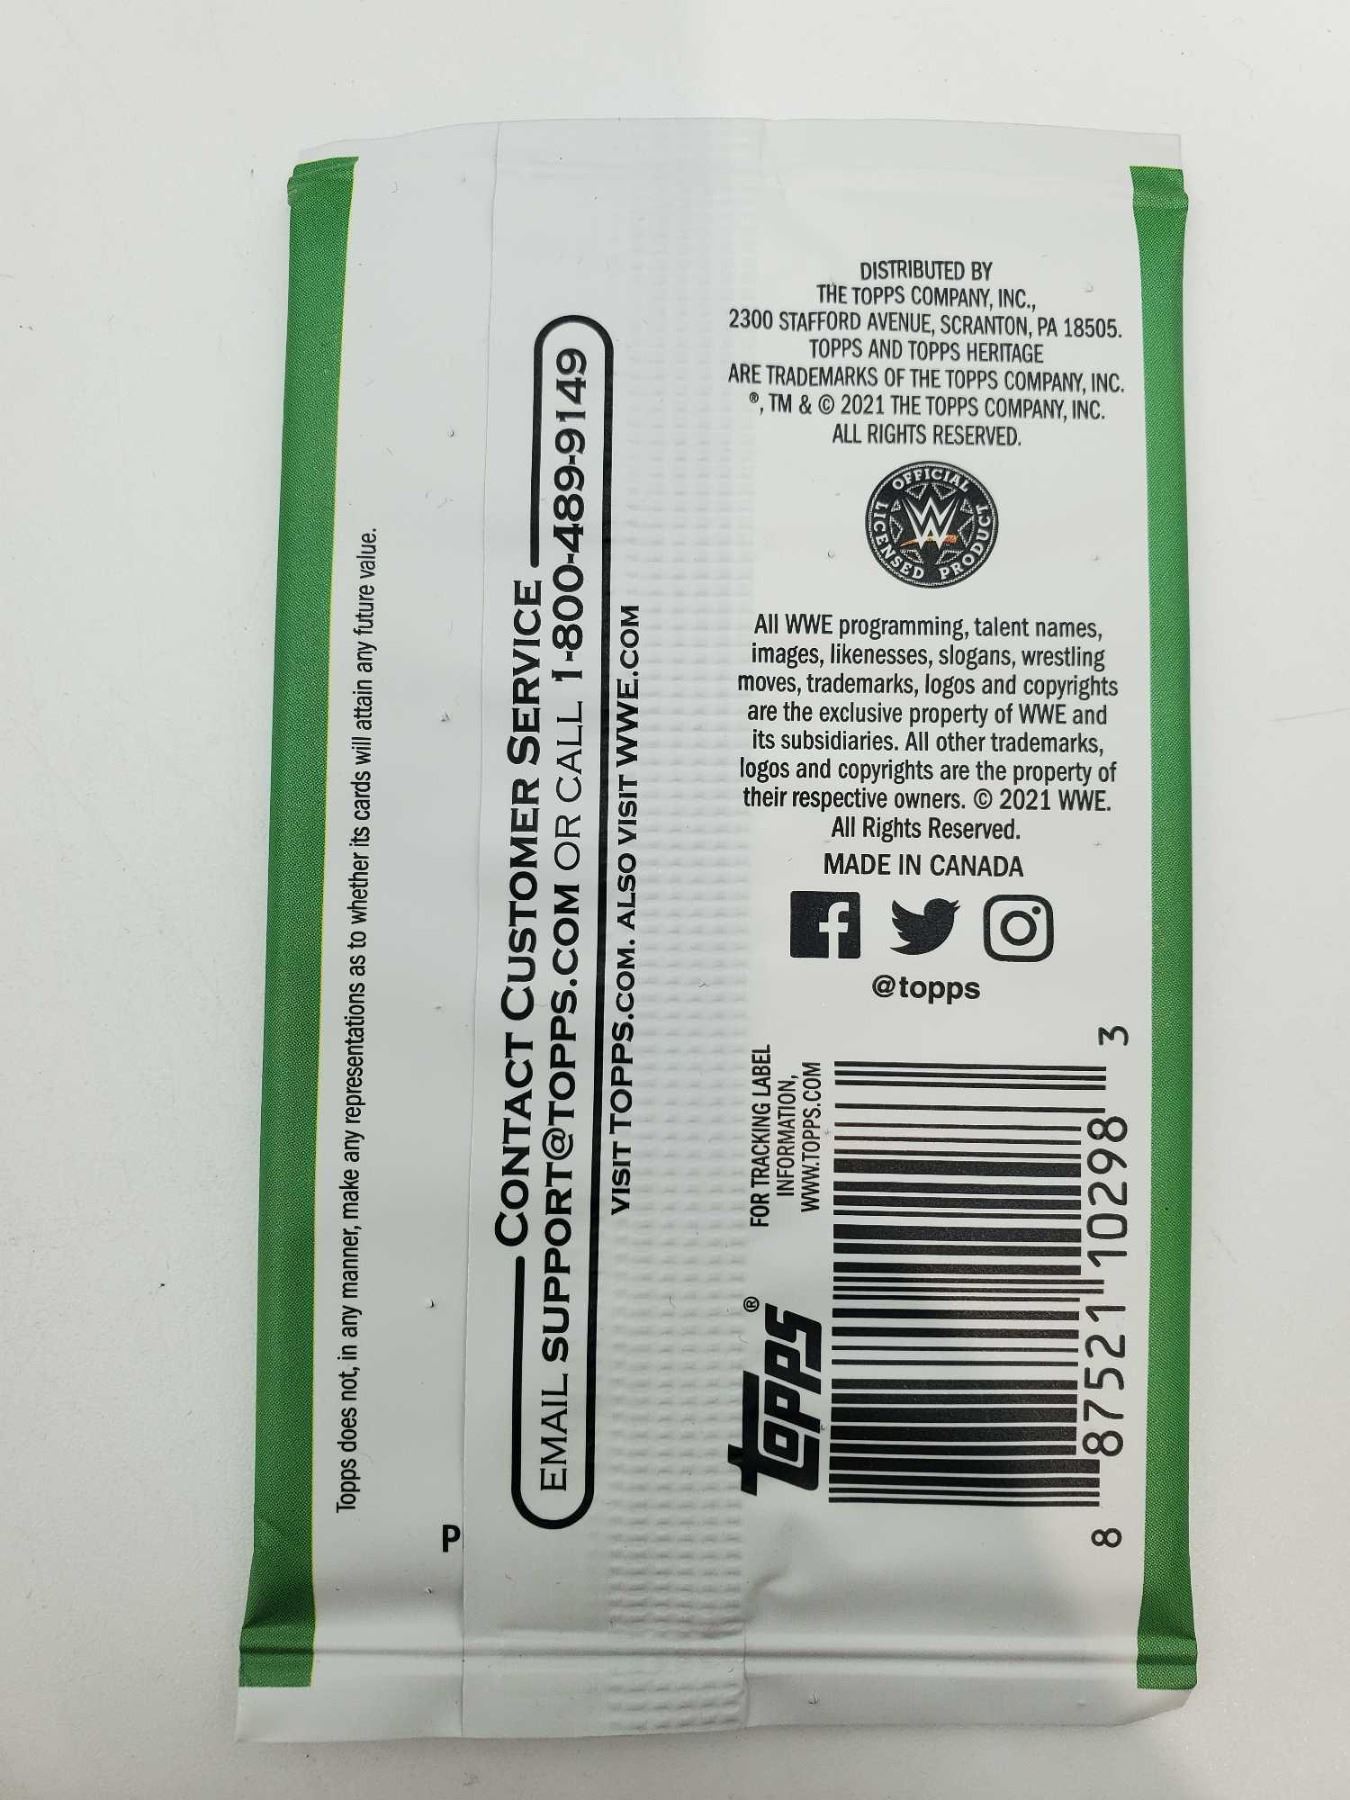 Topps does not, in any manner, make any representations as to whether its cards will attain any future value.
P
CONTACT CUSTOMER SERVICE
EMAIL SUPPORT@TOPPS.COM OR CALL 1-800-489-9149
VISIT TOPPS.COM. ALSO VISIT WWE.COM
DISTRIBUTED BY
THE TOPPS COMPANY, INC.,
2300 STAFFORD AVENUE, SCRANTON, PA 18505.
TOPPS AND TOPPS HERITAGE
ARE TRADEMARKS OF THE TOPPS COMPANY, INC.
®, TM & © 2021 THE TOPPS COMPANY, INC.
ALL RIGHTS RESERVED.
OFFICIAL
W
LICENSED PRODUCT
All WWE programming, talent names,
images, likenesses, slogans, wrestling
moves, trademarks, logos and copyrights
are the exclusive property of WWE and
its subsidiaries. All other trademarks,
logos and copyrights are the property of
their respective owners. © 2021 WWE.
All Rights Reserved.
MADE IN CANADA
@topps
FOR TRACKING LABEL
INFORMATION,
WWW.TOPPS.COM
topps®
8 87521 10298 3